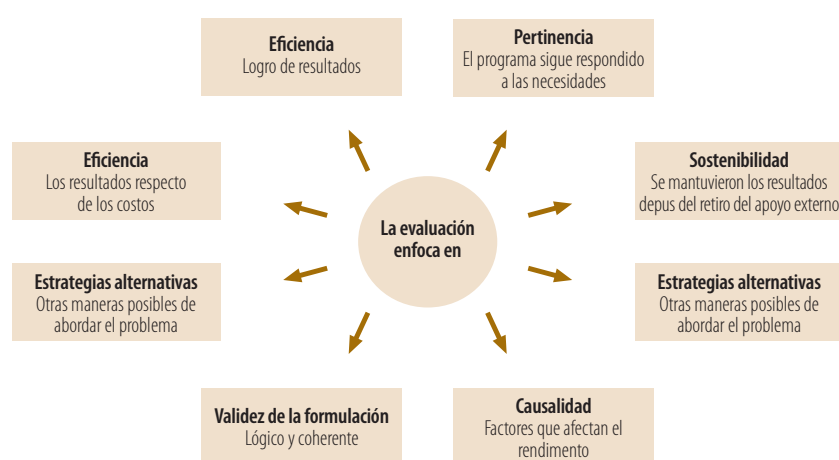 Eficiencia
Logro de resultados
Pertinencia
El programa sigue respondido
a las necesidades
Eficiencia
Los resultados respecto
de los costos
Sostenibilidad
Se mantuvieron los resultados
depus del retiro del apoyo externo
La evaluación
enfoca en
Estrategias alternativas
Otras maneras posibles de
abordar el problema
Estrategias alternativas
Otras maneras posibles de
abordar el problema
Validez de la formulación
Lógico y coherente
Causalidad
Factores que afectan el
rendimento